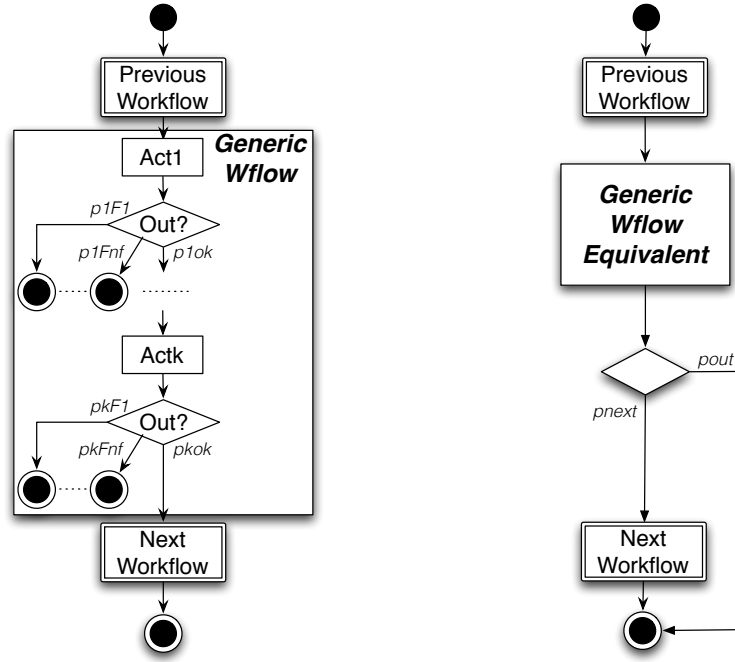 Previous
Workflow
Generic
Wflow
Act1
p1F1
Out?
p1Fnf
p1ok
Actk
pkF1
Out?
pkFnf
pkok
Next
Workflow
Previous
Workflow
Generic
Wflow
Equivalent
pout
pnext
Next
Workflow